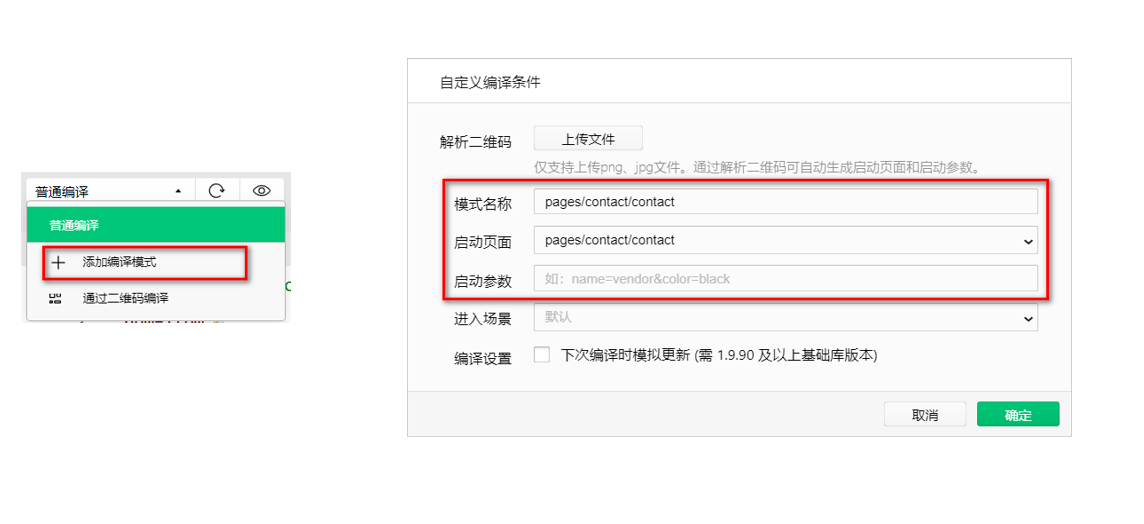 普通编译
普通编译
添加编译模式
通过二维码编译
自定义编译条件
解析二维码 上传文件
仅支持上传png、jpg文件。通过解析二维码可自动生成启动页面和启动参数。
模式名称 pages/contact/contact
启动页面 pages/contact/contact
启动参数 如：name=vendor&color=black
进入场景 默认
编译设置 下次编译时模拟更新 (需 1.9.90 及以上基础库版本)
取消 确定